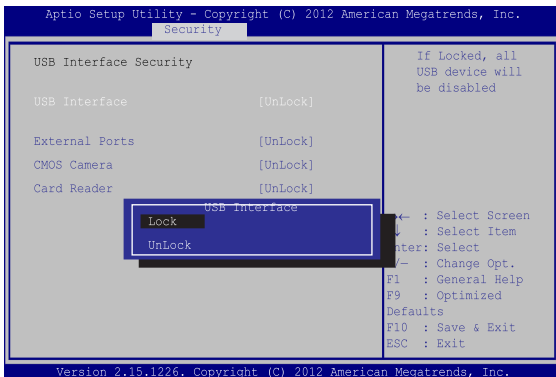 Aptio Setup Utility - Copyright (C) 2012 American Megatrends, Inc.
Security
USB Interface Security
USB Interface [UnLock]
External Ports [UnLock]
CMOS Camera [UnLock]
Card Reader [UnLock]
USB Interface
Lock
UnLock
If Locked, all
USB device will
be disabled
←: Select Screen
↓ : Select Item
nter: Select
/— : Change Opt.
F1 : General Help
F9 : Optimized
Defaults
F10 : Save & Exit
ESC : Exit
Version 2.15.1226. Copyright (C) 2012 American Megatrends, Inc.